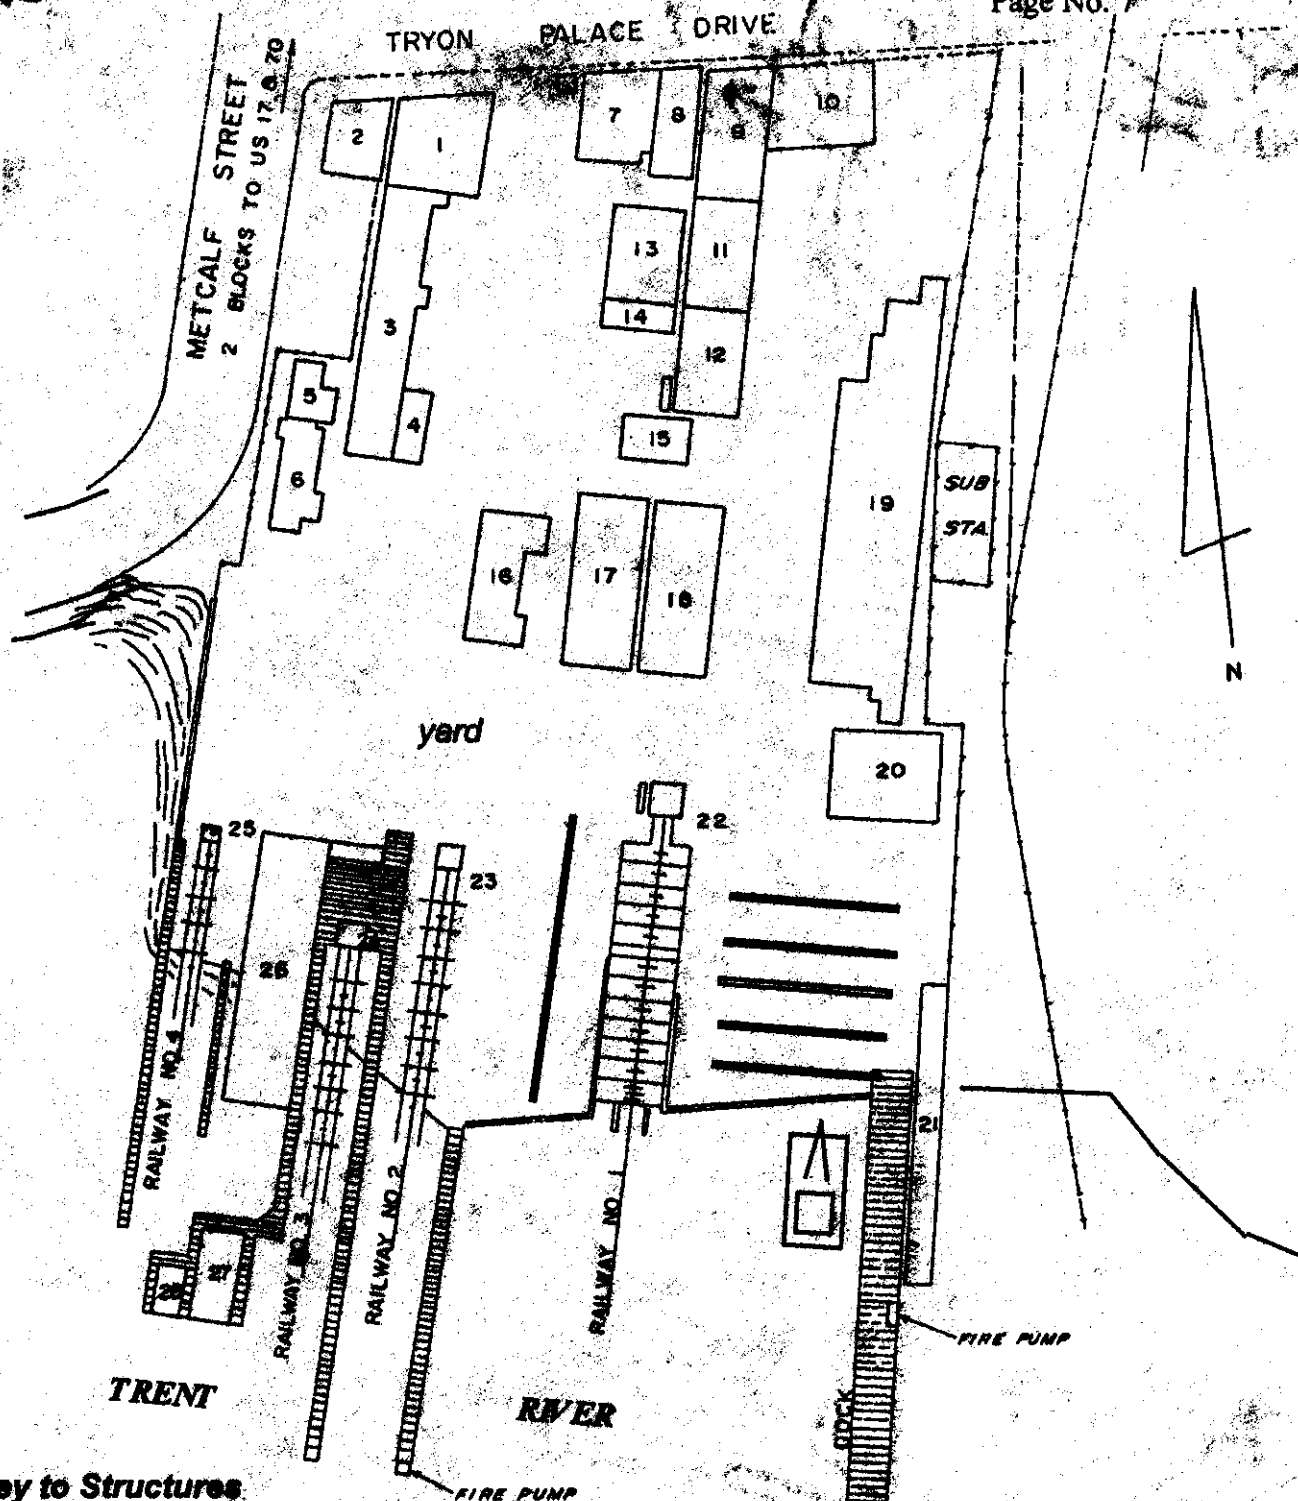 Page No. 7
TRYON PALACE DRIVE
METCALF STREET
2 BLOCKS TO US 17 & 70
2
1
7
8
9
10
3
13
11
14
12
5
4
15
6
19
SUB
STA.
16
17
18
N
yard
20
22
25
23
26
RAILWAY NO. 4
21
RAILWAY NO. 3
RAILWAY NO. 2
RAILWAY NO. 1
27
28
FIRE PUMP
TRENT
RIVER
DOCK
ey to Structures
FIRE PUMP